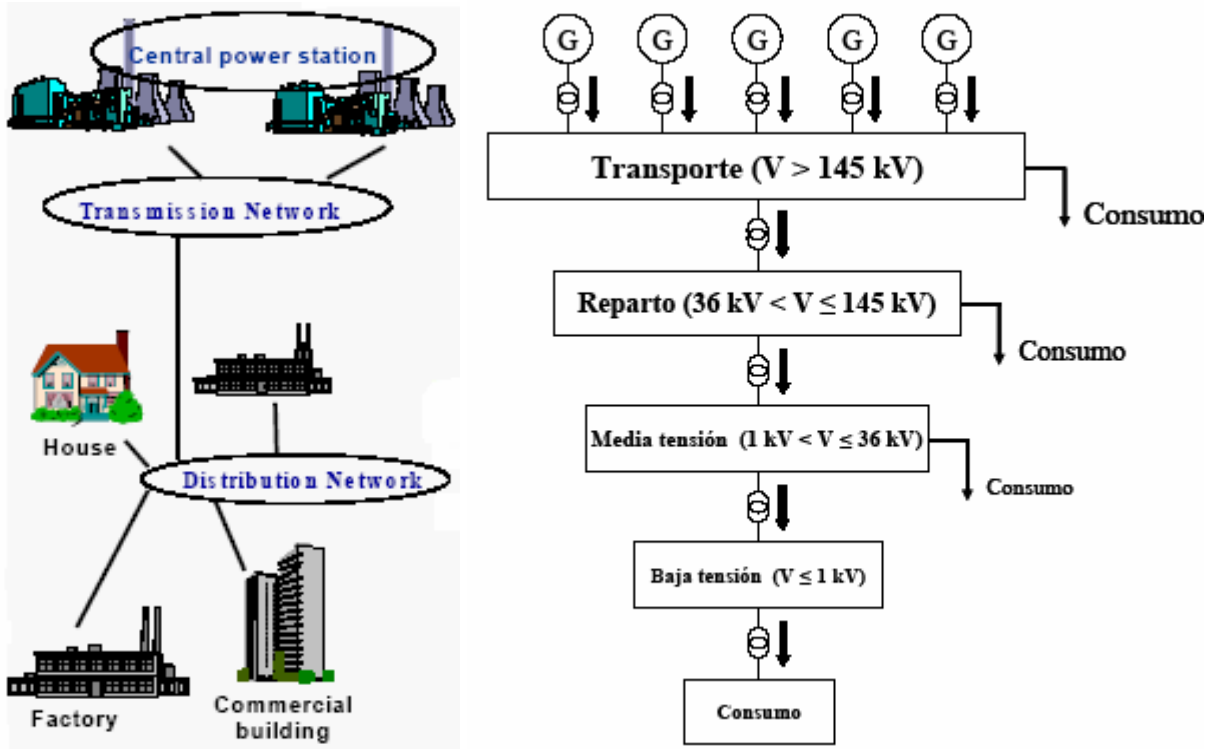 Central power station
Transmission Network
House
Distribution Network
Factory
Commercial
building
G G G G G
Transporte (V > 145 kV)
Consumo
Reparto (36 kV < V ≤ 145 kV)
Consumo
Media tensión (1 kV < V ≤ 36 kV)
Consumo
Baja tensión (V ≤ 1 kV)
Consumo